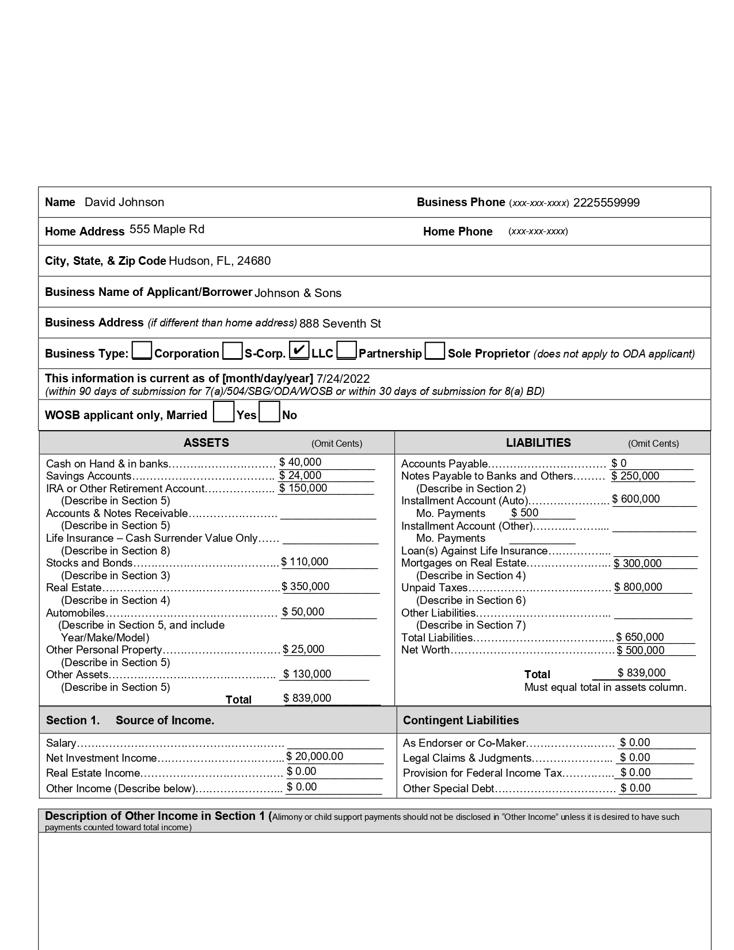 Name David Johnson Business Phone (xxx-xxx-xxxx) 2225559999
Home Address 555 Maple Rd Home Phone (xxx-xxx-xxxx)
City, State, & Zip Code Hudson, FL, 24680
Business Name of Applicant/Borrower Johnson & Sons
Business Address (if different than home address) 888 Seventh St
Business Type: Corporation S-Corp. ✔ LLC Partnership Sole Proprietor (does not apply to ODA applicant)
This information is current as of [month/day/year] 7/24/2022
(within 90 days of submission for 7(a)/504/SBG/ODA/WOSB or within 30 days of submission for 8(a) BD)
WOSB applicant only, Married Yes No
ASSETS (Omit Cents)
Cash on Hand & in banks………………………… $ 40,000
Savings Accounts…………………………………. $ 24,000
IRA or Other Retirement Account……………….. $ 150,000
(Describe in Section 5)
Accounts & Notes Receivable…………………….
(Describe in Section 5)
Life Insurance – Cash Surrender Value Only……
(Describe in Section 8)
Stocks and Bonds………………………………….. $ 110,000
(Describe in Section 3)
Real Estate………………………………………….. $ 350,000
(Describe in Section 4)
Automobiles…………………………………………. $ 50,000
(Describe in Section 5, and include
Year/Make/Model)
Other Personal Property…………………………… $ 25,000
(Describe in Section 5)
Other Assets………………………………………… $ 130,000
(Describe in Section 5)
Total $ 839,000
LIABILITIES (Omit Cents)
Accounts Payable…………………………… $ 0
Notes Payable to Banks and Others……… $ 250,000
(Describe in Section 2)
Installment Account (Auto)………………….. $ 600,000
Mo. Payments $ 500
Installment Account (Other)………………....
Mo. Payments
Loan(s) Against Life Insurance……………...
Mortgages on Real Estate…………………... $ 300,000
(Describe in Section 4)
Unpaid Taxes…………………………………. $ 800,000
(Describe in Section 6)
Other Liabilities……………………………….
(Describe in Section 7)
Total Liabilities………………………………….. $ 650,000
Net Worth……………………………………….. $ 500,000
Total $ 839,000
Must equal total in assets column.
Section 1. Source of Income.
Salary………………………………………………….
Net Investment Income……………………………... $ 20,000.00
Real Estate Income…………………………………. $ 0.00
Other Income (Describe below)…………………... $ 0.00
Contingent Liabilities
As Endorser or Co-Maker……………………. $ 0.00
Legal Claims & Judgments………………….. $ 0.00
Provision for Federal Income Tax…………... $ 0.00
Other Special Debt……………………………. $ 0.00
Description of Other Income in Section 1 (Alimony or child support payments should not be disclosed in “Other Income” unless it is desired to have such
payments counted toward total income)